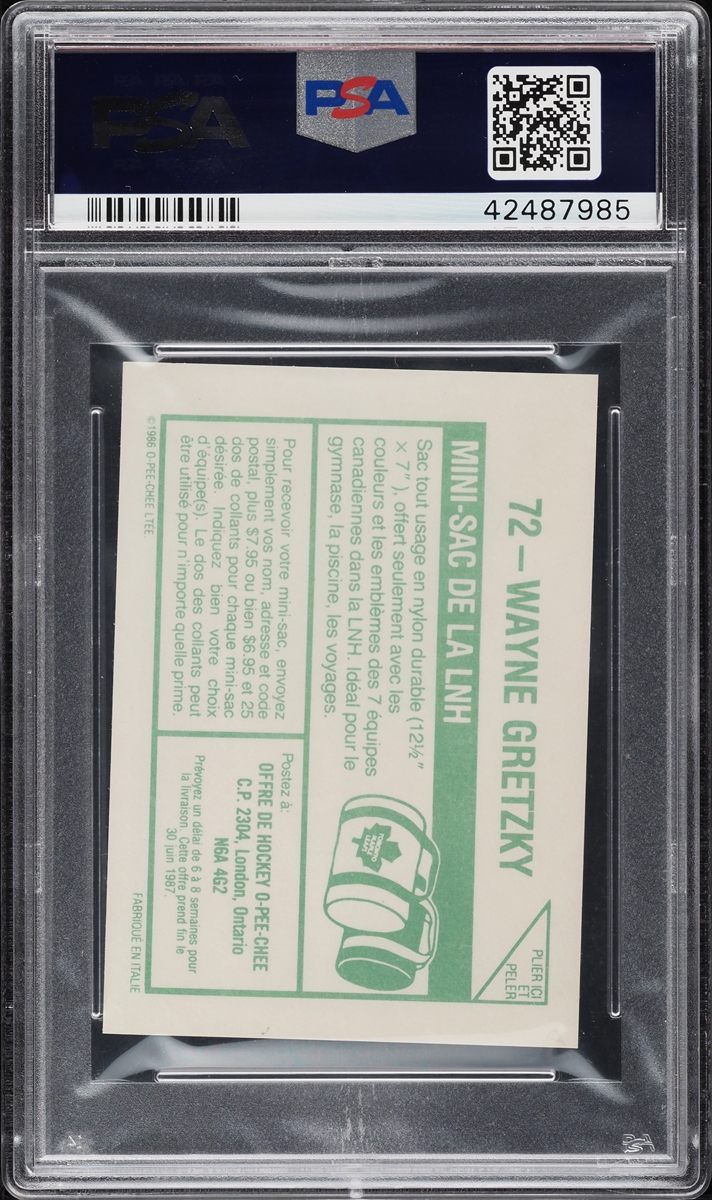 PSA
PSA
42487985
72 – WAYNE GRETZKY
PLIER ICI
ET
PELER
MINI-SAC DE LA LNH
Sac tout usage en nylon durable (12½"
× 7"), offert seulement avec les
couleurs et les emblèmes des 7 équipes
canadiennes dans la LNH. Idéal pour le
gymnase, la piscine, les voyages.
TORONTO
MAPLE
LEAFS
Pour recevoir votre mini-sac, envoyez
simplement vos nom, adresse et code
postal, plus $7.95 ou bien $6.95 et 25
dos de collants pour chaque mini-sac
désirée. Indiquez bien votre choix
d'équipe(s). Le dos des collants peut
être utilisé pour n'importe quelle prime.
Postez à:
OFFRE DE HOCKEY O-PEE-CHEE
C.P. 2304, London, Ontario
N6A 4G2
Prévoyez un délai de 6 à 8 semaines pour
la livraison. Cette offre prend fin le
30 juin 1987.
©1986 O-PEE-CHEE LTÉE.
FABRIQUÉ EN ITALIE